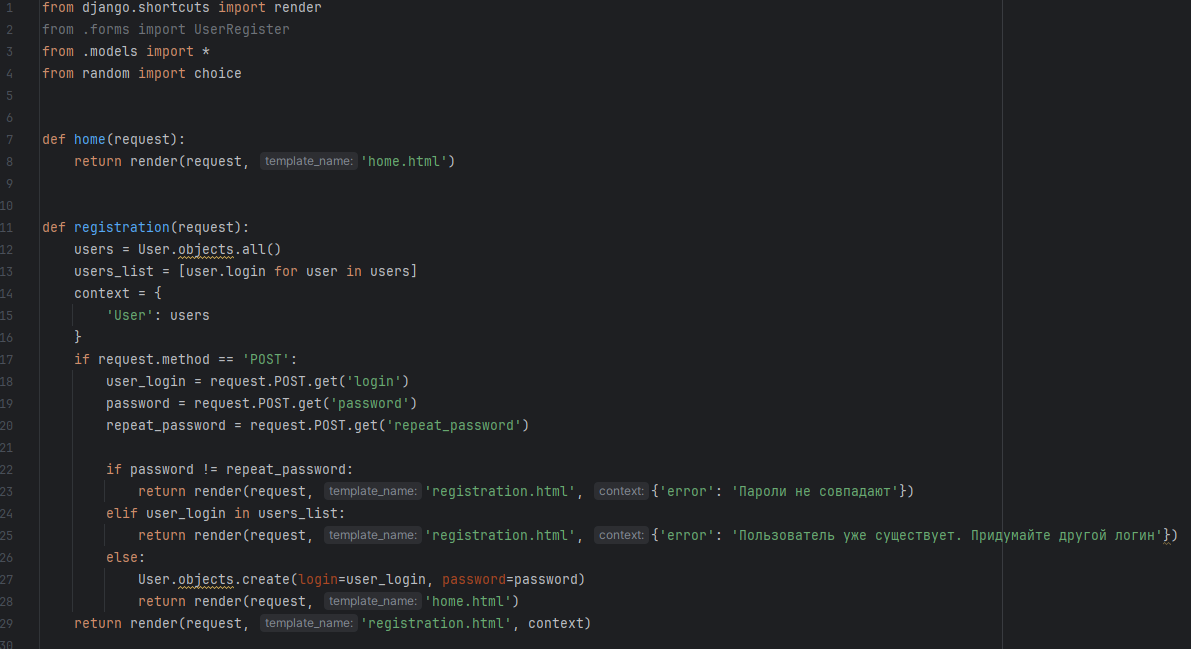 1 from django.shortcuts import render
2 from .forms import UserRegister
3 from .models import *
4 from random import choice
5
6
7 def home(request):
8     return render(request, template_name: 'home.html')
9
10
11 def registration(request):
12     users = User.objects.all()
13     users_list = [user.login for user in users]
14     context = {
15         'User': users
16     }
17     if request.method == 'POST':
18         user_login = request.POST.get('login')
19         password = request.POST.get('password')
20         repeat_password = request.POST.get('repeat_password')
21
22         if password != repeat_password:
23             return render(request, template_name: 'registration.html', context: {'error': 'Пароли не совпадают'})
24         elif user_login in users_list:
25             return render(request, template_name: 'registration.html', context: {'error': 'Пользователь уже существует. Придумайте другой логин'})
26         else:
27             User.objects.create(login=user_login, password=password)
28             return render(request, template_name: 'home.html')
29     return render(request, template_name: 'registration.html', context)
30